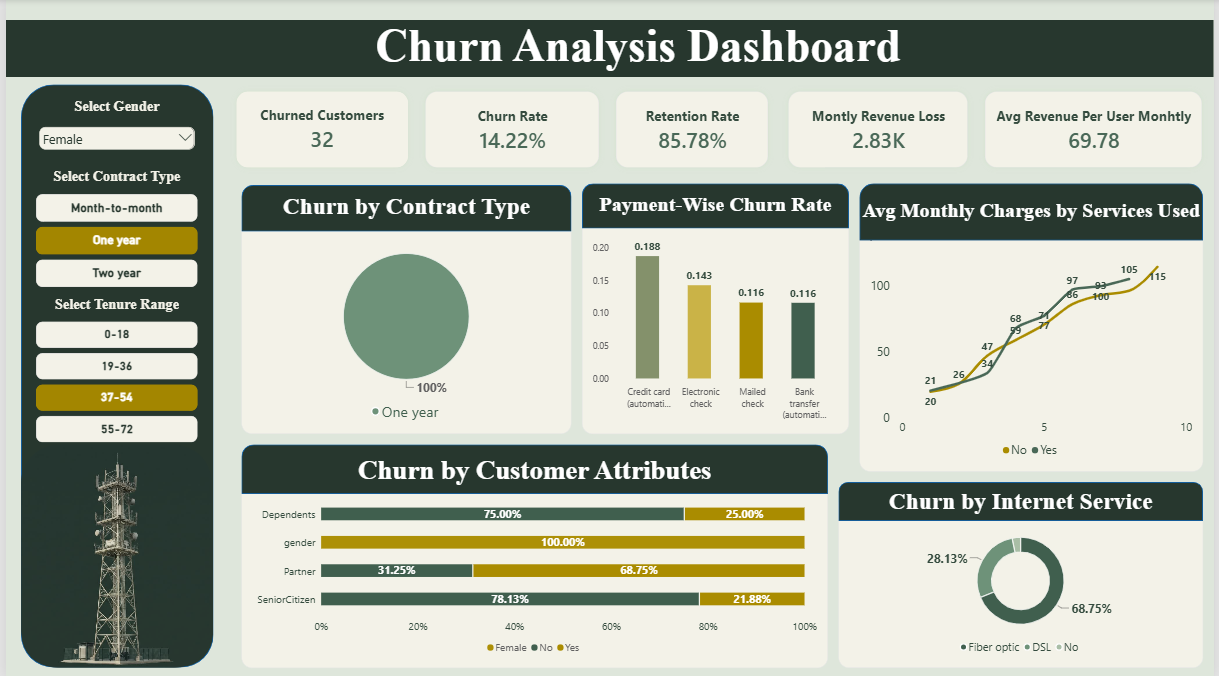 Churn Analysis Dashboard
Select Gender
Female
Select Contract Type
Month-to-month
One year
Two year
Select Tenure Range
0-18
19-36
37-54
55-72
Churned Customers
32
Churn Rate
14.22%
Retention Rate
85.78%
Montly Revenue Loss
2.83K
Avg Revenue Per User Monhtly
69.78
Churn by Contract Type
100%
One year
Payment-Wise Churn Rate
0.20
0.15
0.10
0.05
0.00
0.188
0.143
0.116
0.116
Credit card
(automati...
Electronic
check
Mailed
check
Bank
transfer
(automati...
Avg Monthly Charges by Services Used
100
50
0
0 5 10
21
20
26
47
34
68
59
71
77
97
86
93
100
105
115
No Yes
Churn by Customer Attributes
Dependents 75.00% 25.00%
gender 100.00%
Partner 31.25% 68.75%
SeniorCitizen 78.13% 21.88%
0% 20% 40% 60% 80% 100%
Female No Yes
Churn by Internet Service
28.13%
68.75%
Fiber optic DSL No